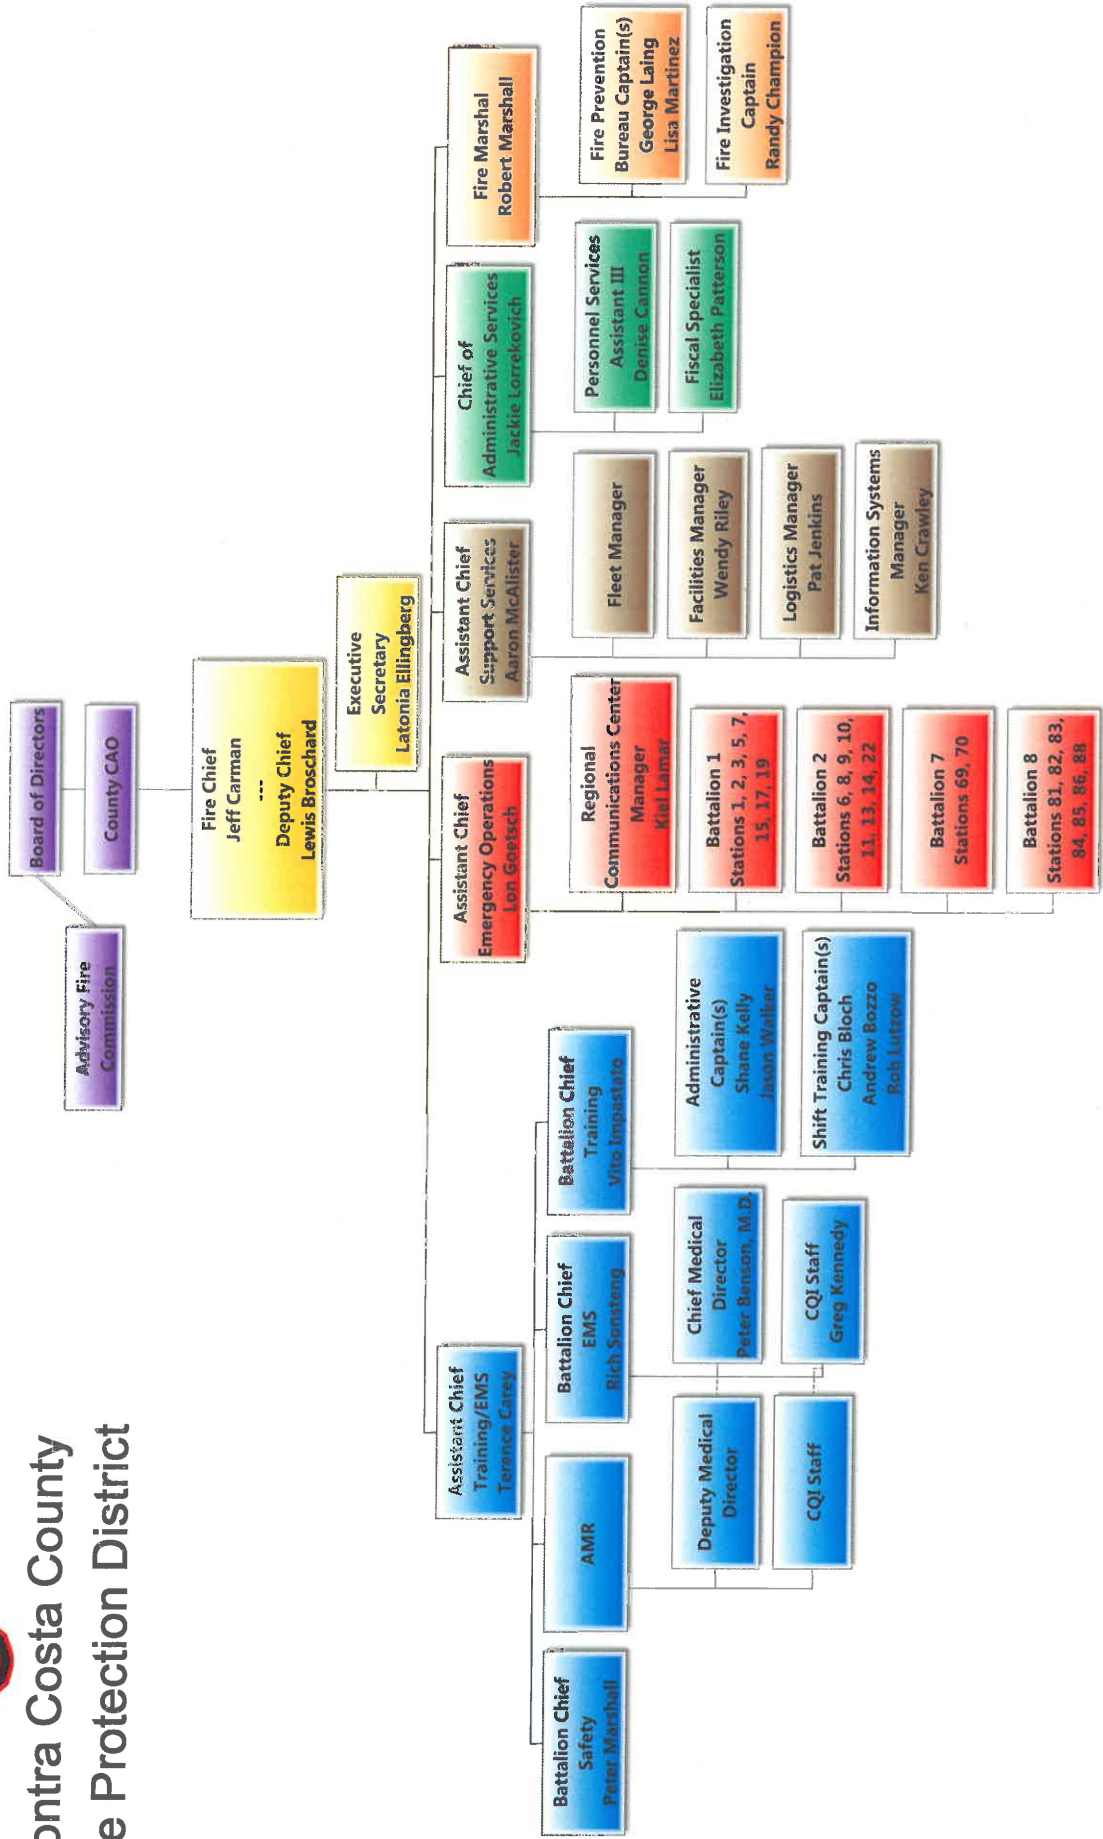 ontra Costa County
e Protection District
Board of Directors
Advisory Fire
Commission
County CAO
Fire Chief
Jeff Carman
---
Deputy Chief
Lewis Broschard
Executive
Secretary
Latonia Ellingberg
Assistant Chief
Training/EMS
Terence Carey
Assistant Chief
Emergency Operations
Lon Goetsch
Assistant Chief
Support Services
Aaron McAlister
Chief of
Administrative Services
Jackie Lorrekovich
Fire Marshal
Robert Marshall
Battalion Chief
Safety
Peter Marshall
AMR
Battalion Chief
EMS
Rich Sonsteng
Battalion Chief
Training
Vito Impastato
Deputy Medical
Director
CQI Staff
Chief Medical
Director
Peter Benson, M.D.
CQI Staff
Greg Kennedy
Administrative
Captain(s)
Shane Kelly
Jason Walker
Shift Training Captain(s)
Chris Bloch
Andrew Bozzo
Rob Lutzow
Regional
Communications Center
Manager
Kiel Lamar
Battalion 1
Stations 1, 2, 3, 5, 7,
15, 17, 19
Battalion 2
Stations 6, 8, 9, 10,
11, 13, 14, 22
Battalion 7
Stations 69, 70
Battalion 8
Stations 81, 82, 83,
84, 85, 86, 88
Fleet Manager
Facilities Manager
Wendy Riley
Logistics Manager
Pat Jenkins
Information Systems
Manager
Ken Crawley
Personnel Services
Assistant III
Denise Cannon
Fiscal Specialist
Elizabeth Patterson
Fire Prevention
Bureau Captain(s)
George Laing
Lisa Martinez
Fire Investigation
Captain
Randy Champion